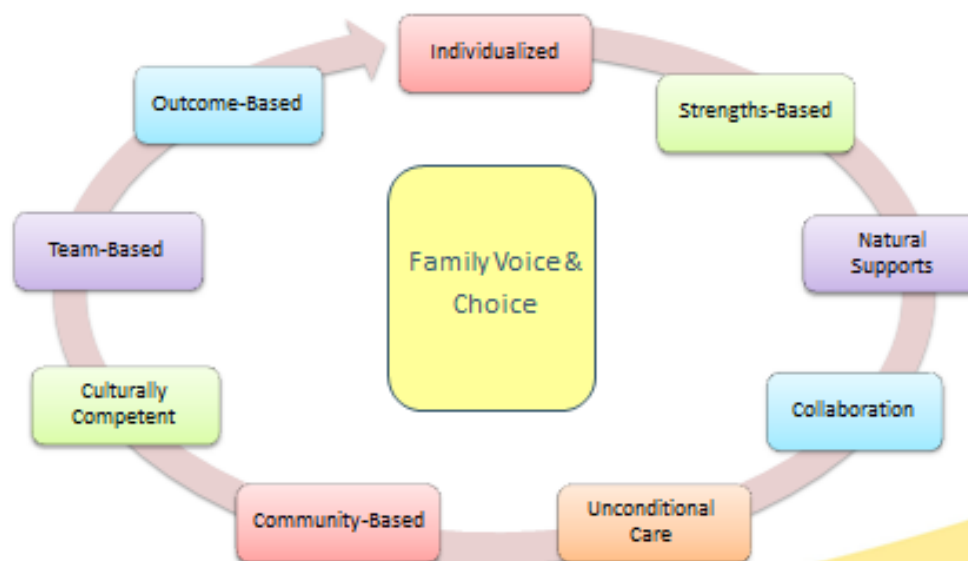 Individualized
Strengths-Based
Natural
Supports
Collaboration
Unconditional
Care
Community-Based
Culturally
Competent
Team-Based
Outcome-Based
Family Voice &
Choice